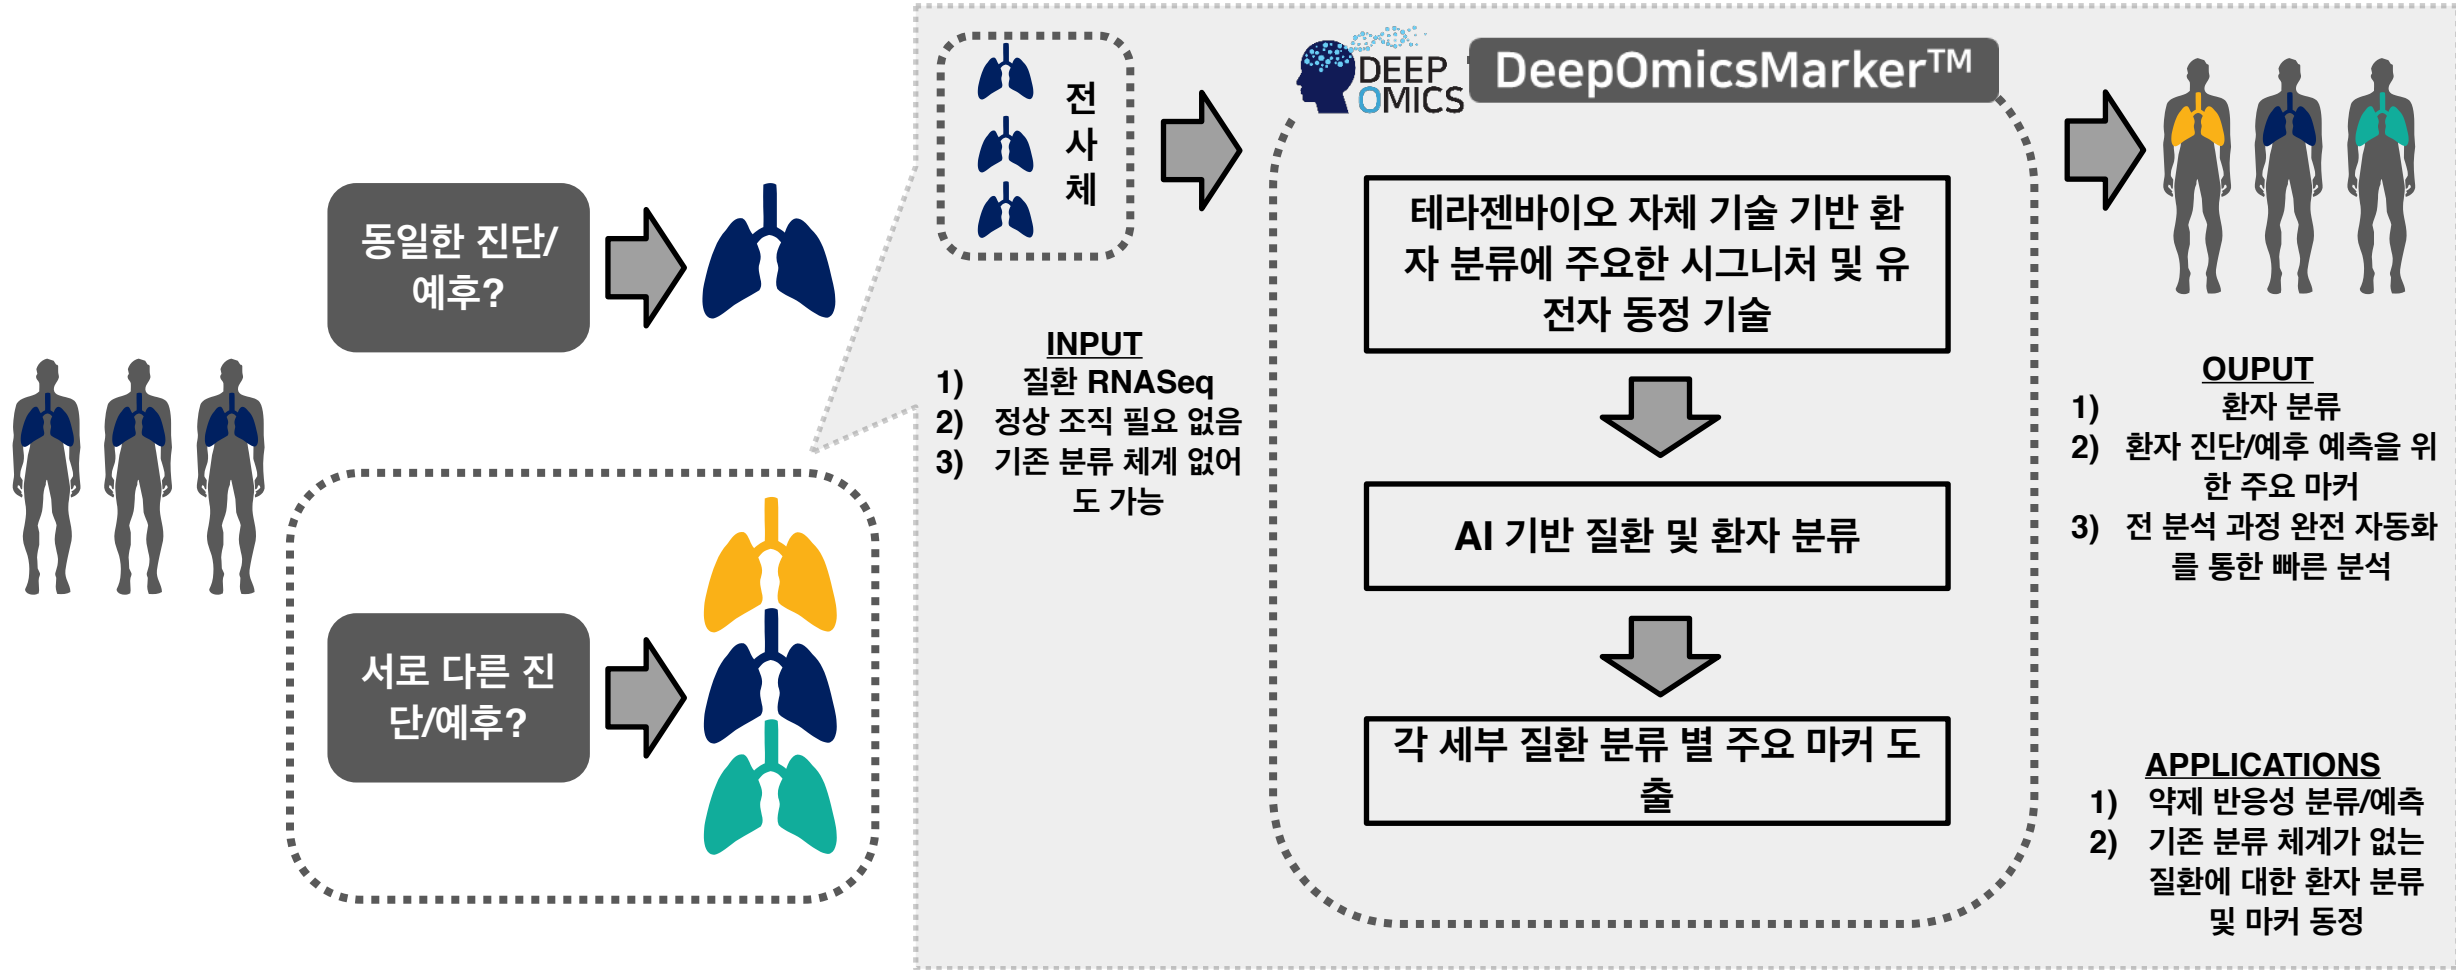 동일한 진단/
예후?
서로 다른 진
단/예후?
전
사
체
INPUT
1) 질환 RNASeq
2) 정상 조직 필요 없음
3) 기존 분류 체계 없어
도 가능
DEEP
OMICS
DeepOmicsMarker™
테라젠바이오 자체 기술 기반 환
자 분류에 주요한 시그니처 및 유
전자 동정 기술
AI 기반 질환 및 환자 분류
각 세부 질환 분류 별 주요 마커 도
출
OUPUT
1) 환자 분류
2) 환자 진단/예후 예측을 위
한 주요 마커
3) 전 분석 과정 완전 자동화
를 통한 빠른 분석
APPLICATIONS
1) 약제 반응성 분류/예측
2) 기존 분류 체계가 없는
질환에 대한 환자 분류
및 마커 동정